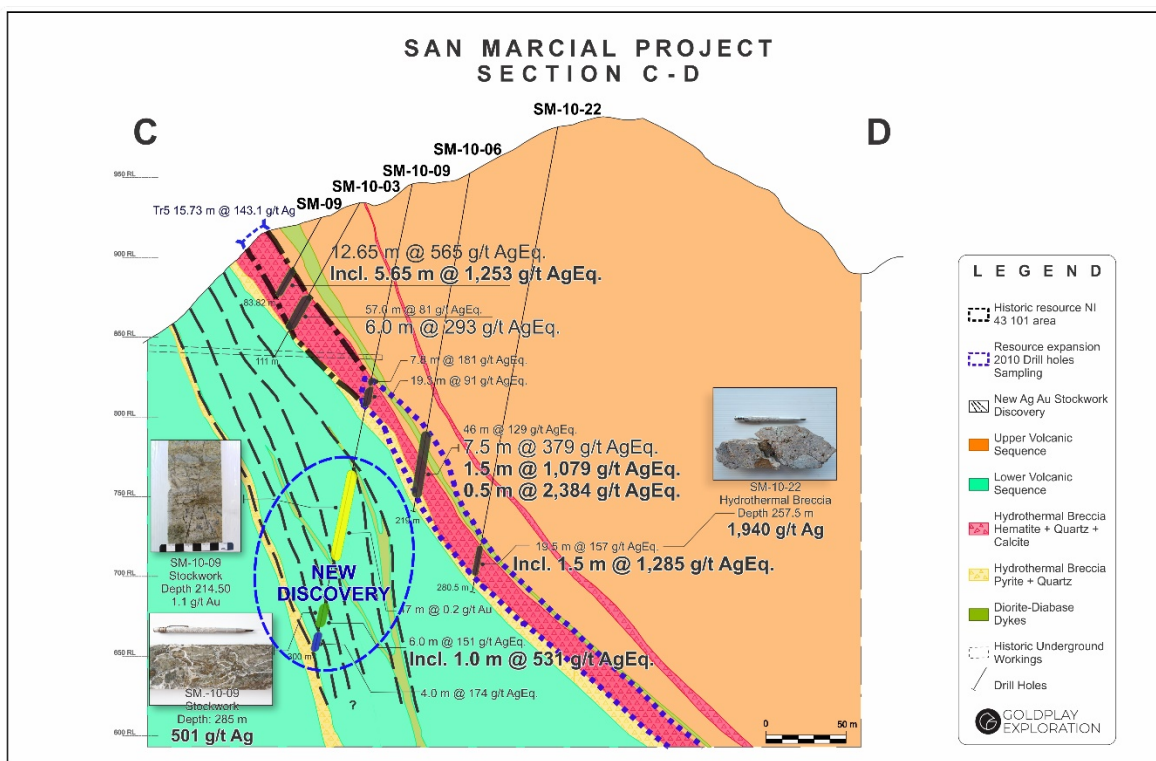 SAN MARCIAL PROJECT
SECTION C-D
C
D
SM-10-22
SM-10-06
SM-10-09
SM-10-03
SM-09
Tr5 15.73 m @ 143.1 g/t Ag
950 RL
900 RL
850 RL
800 RL
750 RL
700 RL
650 RL
600 RL
12.65 m @ 565 g/t AgEq.
Incl. 5.65 m @ 1,253 g/t AgEq.
83.82 m
57.0 m @ 81 g/t AgEq.
6.0 m @ 293 g/t AgEq.
111 m
7.8 m @ 181 g/t AgEq.
19.3 m @ 91 g/t AgEq.
46 m @ 129 g/t AgEq.
7.5 m @ 379 g/t AgEq.
1.5 m @ 1,079 g/t AgEq.
0.5 m @ 2,384 g/t AgEq.
219 m
SM-10-22
Hydrothermal Breccia
Depth 257.5 m
1,940 g/t Ag
19.5 m @ 157 g/t AgEq.
Incl. 1.5 m @ 1,285 g/t AgEq.
280.5 m
SM-10-09
Stockwork
Depth 214.50
1.1 g/t Au
NEW
DISCOVERY
47 m @ 0.2 g/t Au
6.0 m @ 151 g/t AgEq.
Incl. 1.0 m @ 531 g/t AgEq.
300 m
4.0 m @ 174 g/t AgEq.
?
SM.-10-09
Stockwork
Depth: 285 m
501 g/t Ag
0 50 m
LEGEND
Historic resource NI
43 101 area
Resource expansion
2010 Drill holes
Sampling
New Ag Au Stockwork
Discovery
Upper Volcanic
Sequence
Lower Volcanic
Sequence
Hydrothermal Breccia
Hematite + Quartz +
Calcite
Hydrothermal Breccia
Pyrite + Quartz
Diorite-Diabase
Dykes
Historic Underground
Workings
Drill Holes
GOLDPLAY
EXPLORATION